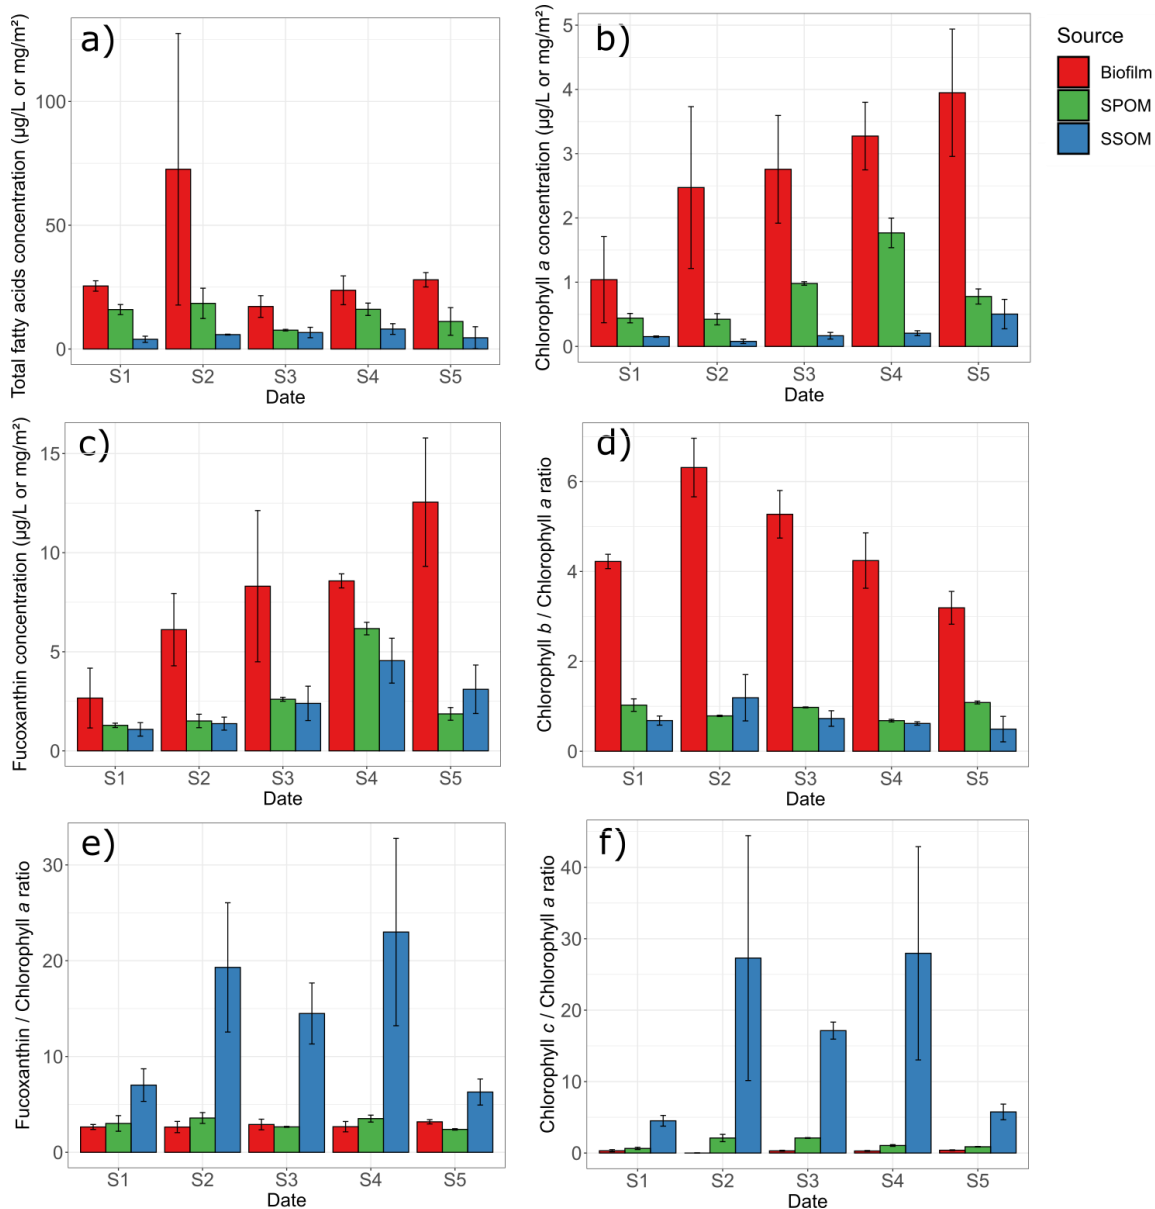 a)
Total fatty acids concentration (µg/L or mg/m²)
100
50
0
S1 S2 S3 S4 S5
Date
b)
Chlorophyll a concentration (µg/L or mg/m²)
5
4
3
2
1
0
S1 S2 S3 S4 S5
Date
Source
Biofilm
SPOM
SSOM
c)
Fucoxanthin concentration (µg/L or mg/m²)
15
10
5
0
S1 S2 S3 S4 S5
Date
d)
Chlorophyll b / Chlorophyll a ratio
6
4
2
0
S1 S2 S3 S4 S5
Date
e)
Fucoxanthin / Chlorophyll a ratio
30
20
10
0
S1 S2 S3 S4 S5
Date
f)
Chlorophyll c / Chlorophyll a ratio
40
30
20
10
0
S1 S2 S3 S4 S5
Date